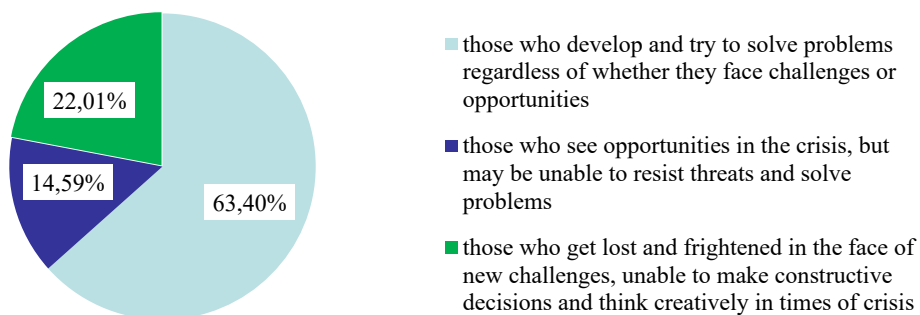 22,01%
14,59%
63,40%
those who develop and try to solve problems
regardless of whether they face challenges or
opportunities
those who see opportunities in the crisis, but
may be unable to resist threats and solve
problems
those who get lost and frightened in the face of
new challenges, unable to make constructive
decisions and think creatively in times of crisis